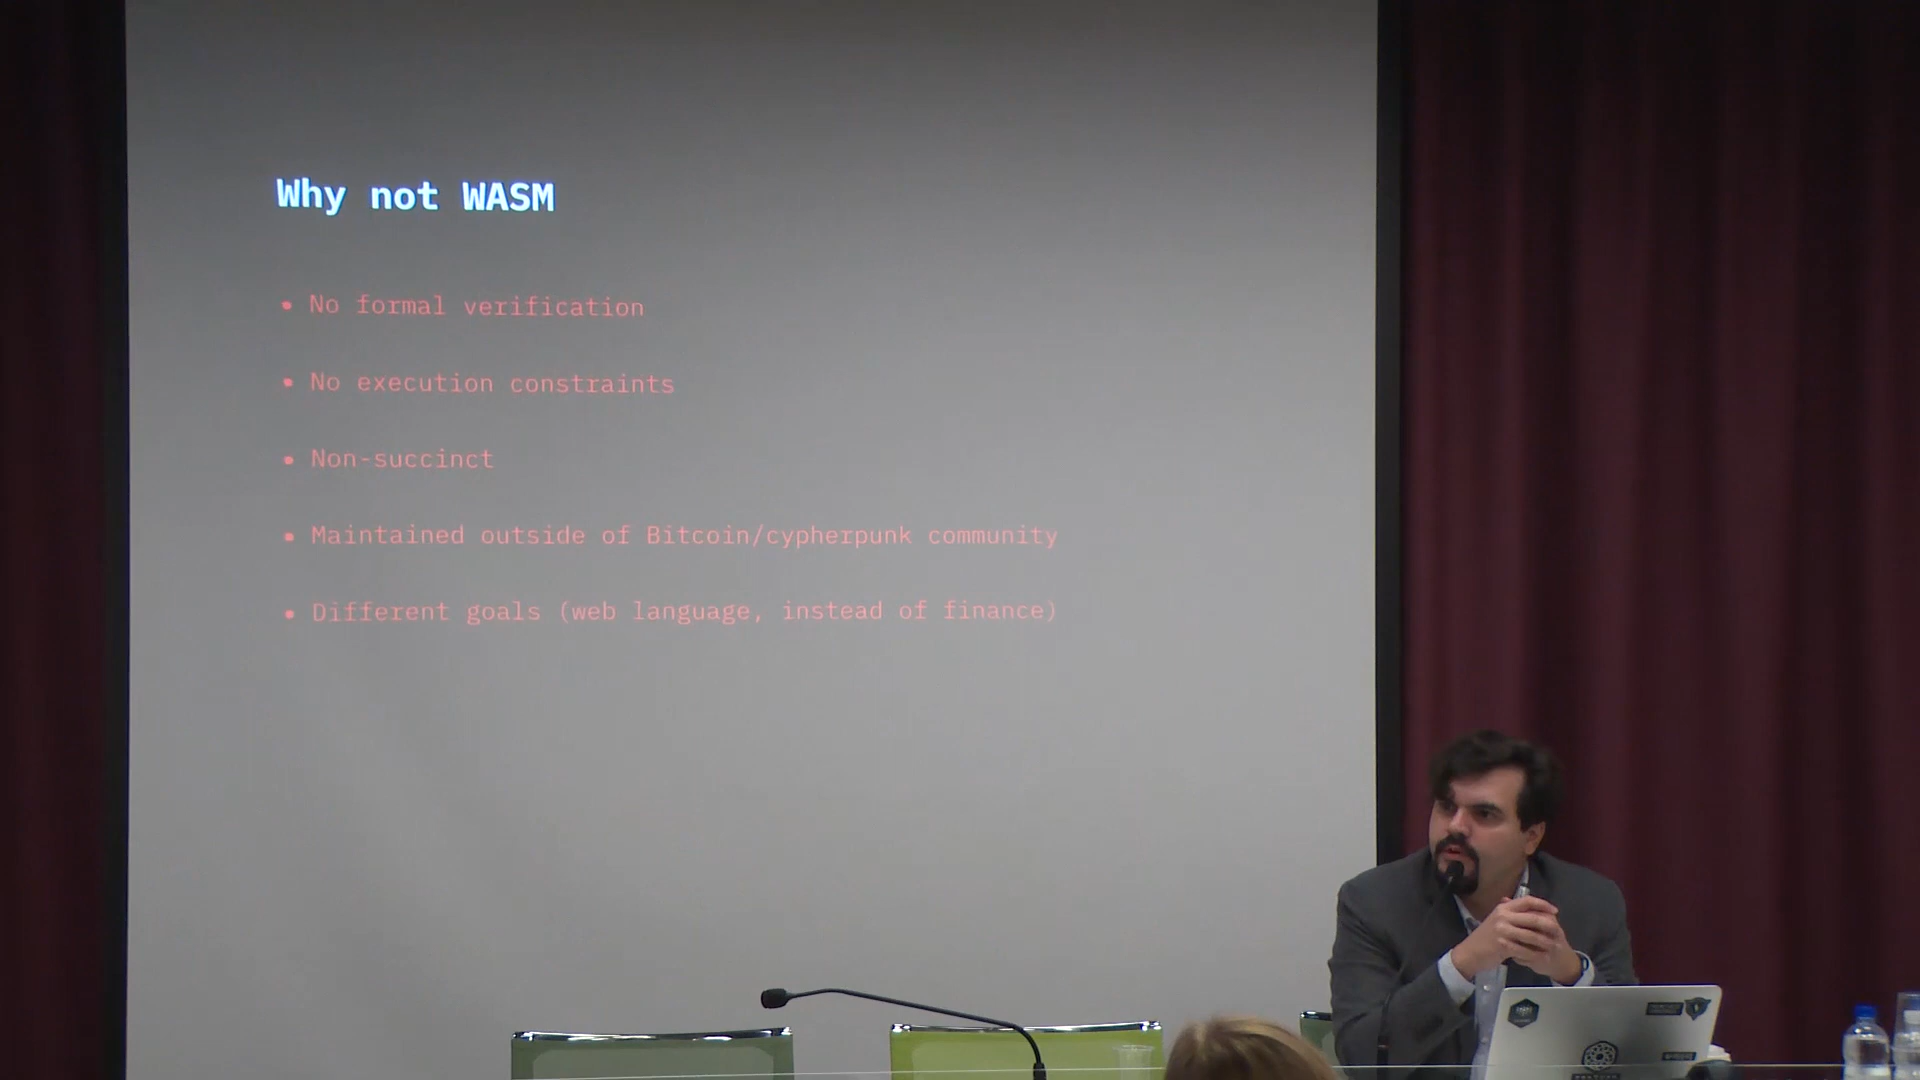 Why not WASM
• No formal verification
• No execution constraints
• Non-succinct
• Maintained outside of Bitcoin/cypherpunk community
• Different goals (web language, instead of finance)